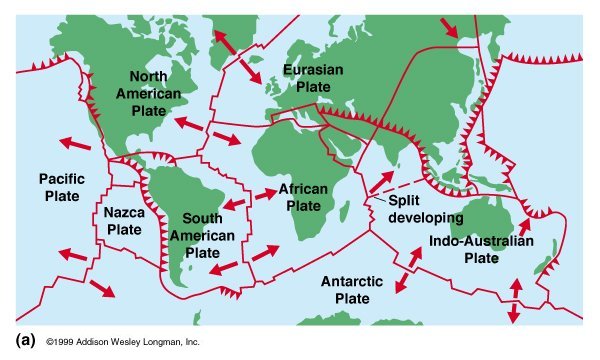 North
American
Plate
Eurasian
Plate
Pacific
Plate
Nazca
Plate
South
American
Plate
African
Plate
Split
developing
Indo-Australian
Plate
Antarctic
Plate
(a) ©1999 Addison Wesley Longman, Inc.